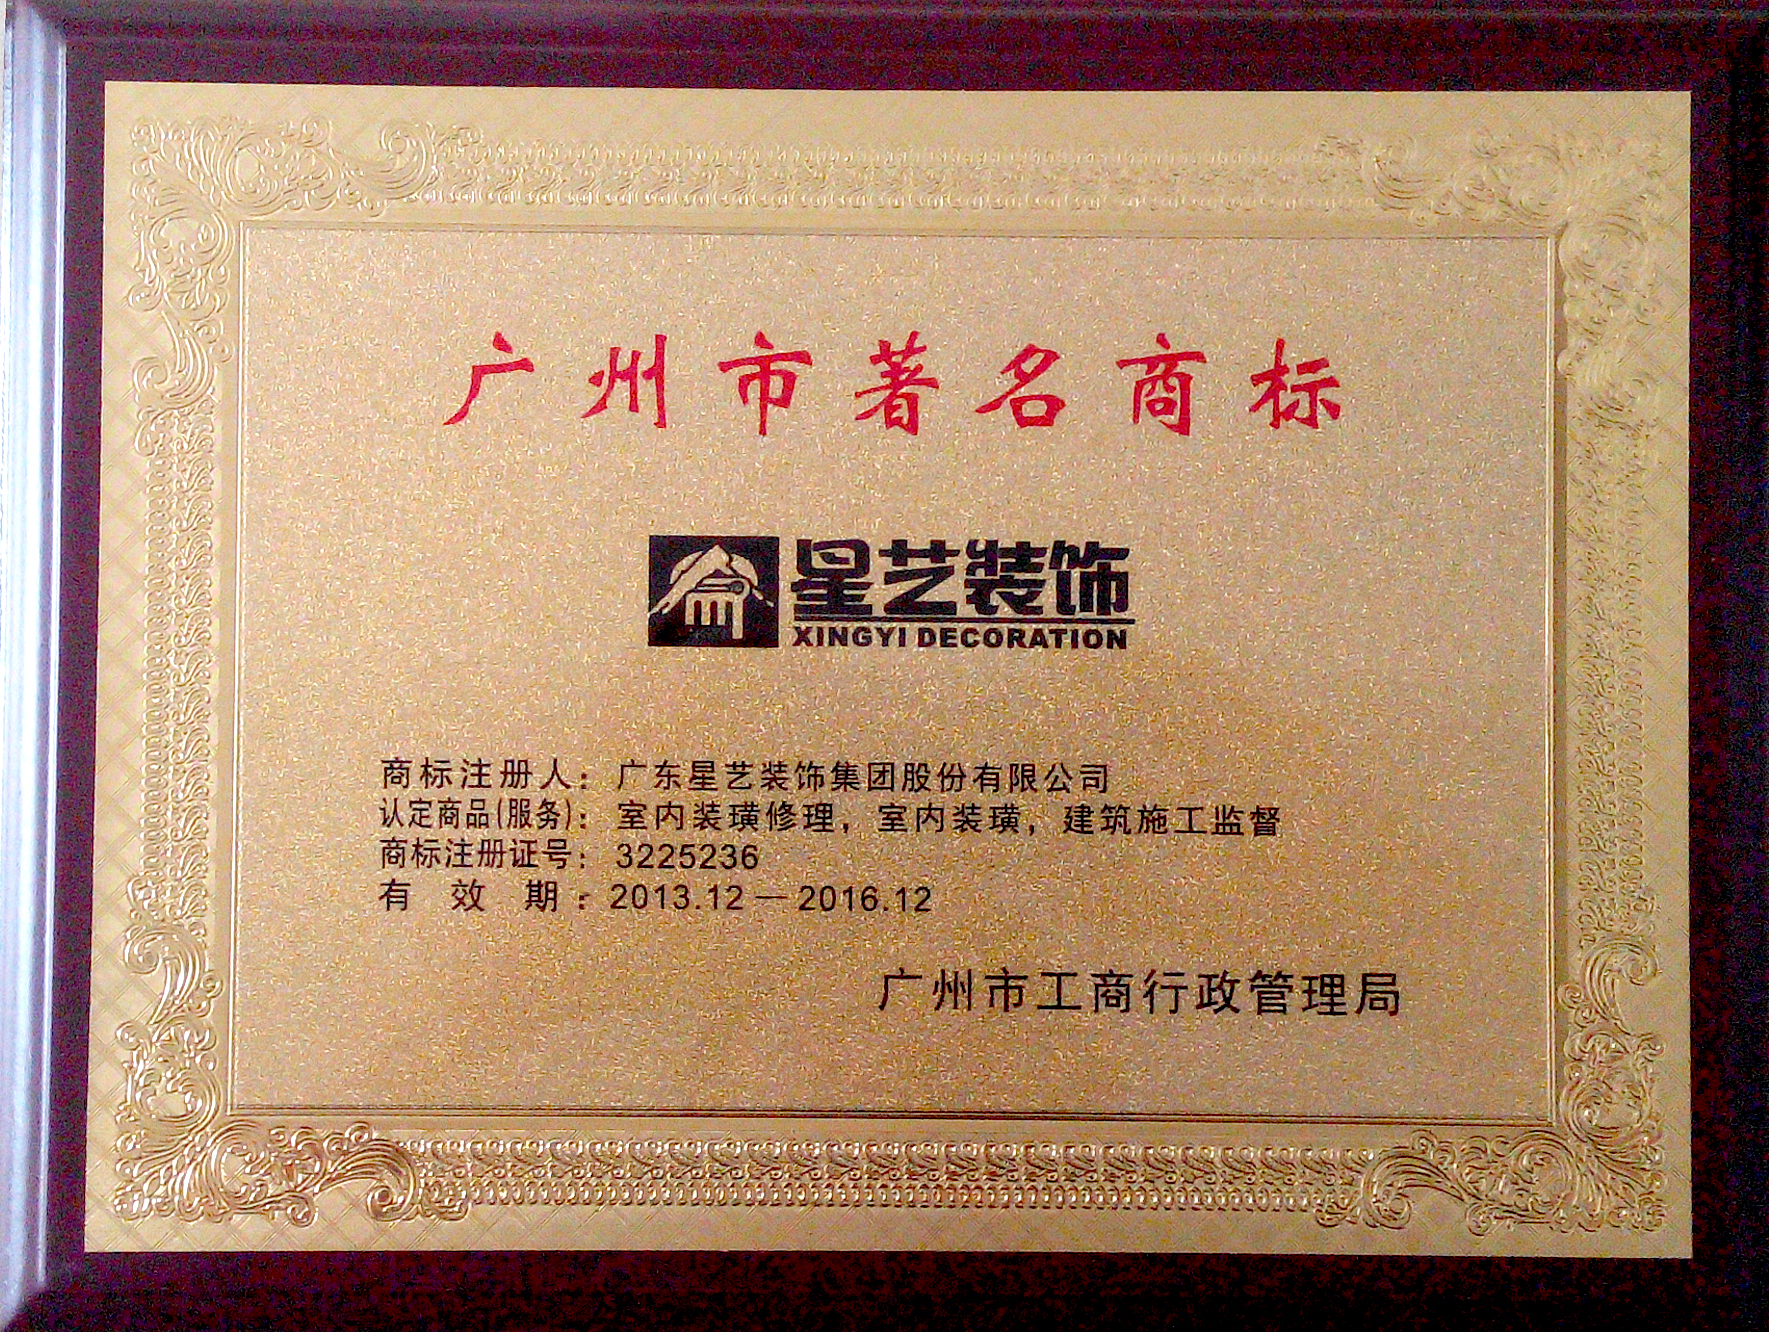 广州市著名商标
星艺装饰
XINGYI DECORATION
商标注册人：广东星艺装饰集团股份有限公司
认定商品(服务)：室内装璜修理，室内装璜，建筑施工监督
商标注册证号：3225236
有效期：2013.12—2016.12
广州市工商行政管理局